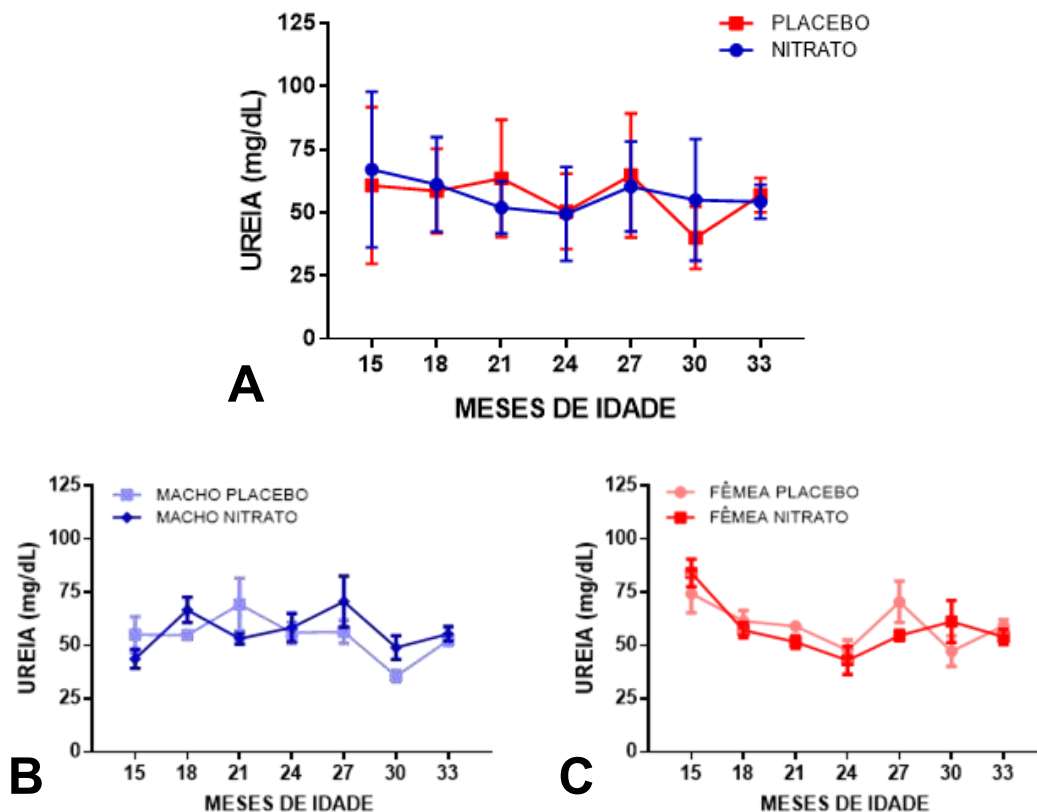 PLACEBO
NITRATO
UREIA (mg/dL)
125
100
75
50
25
0
15 18 21 24 27 30 33
MESES DE IDADE
A
MACHO PLACEBO
MACHO NITRATO
UREIA (mg/dL)
125
100
75
50
25
0
15 18 21 24 27 30 33
MESES DE IDADE
B
FÊMEA PLACEBO
FÊMEA NITRATO
UREIA (mg/dL)
125
100
75
50
25
0
15 18 21 24 27 30 33
MESES DE IDADE
C